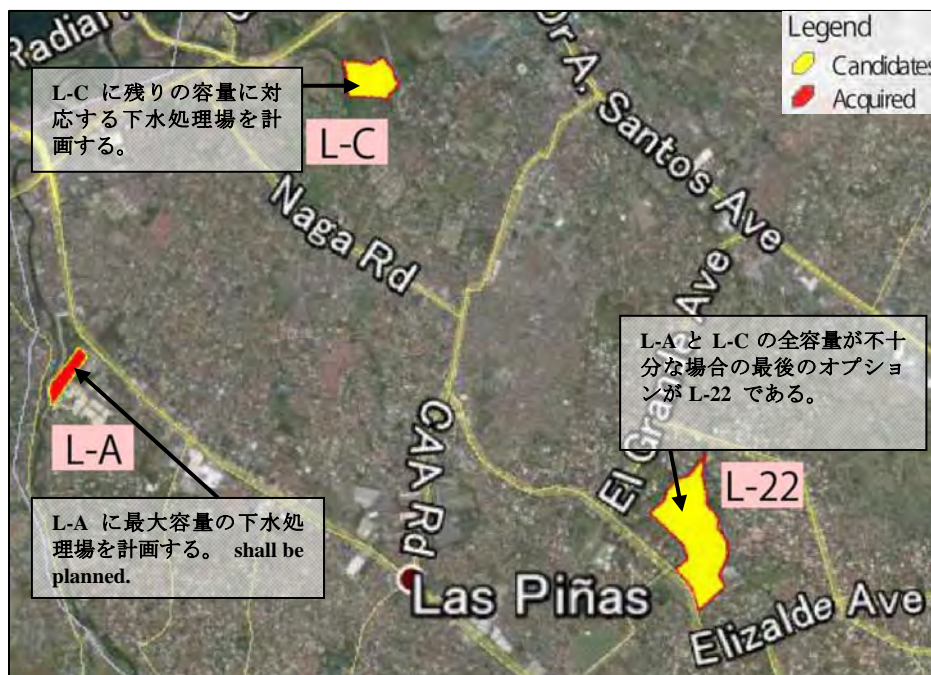 Radial
Dr A. Santos Ave
Legend
Candidates
Acquired
L-C に残りの容量に対
応する下水処理場を計
画する。
L-C
Naga Rd
El Grande Ave
L-A と L-C の全容量が不十
分な場合の最後のオプショ
ンが L-22 である。
L-A
CAA Rd
L-22
L-A に最大容量の下水処
理場を計画する。 shall be
planned.
Las Piñas
Elizalde Ave